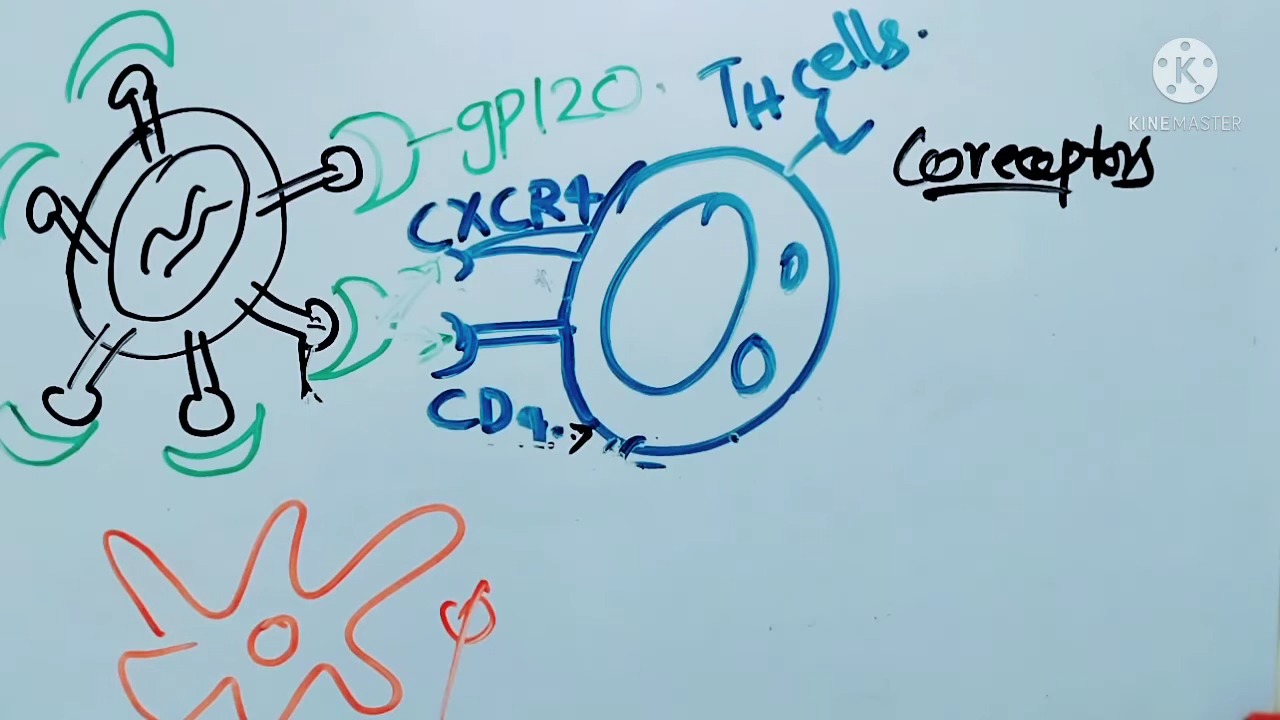 gp120.
TH cells.
Coreceptors
CXCR4
CD4.
φ
K
KINEMASTER